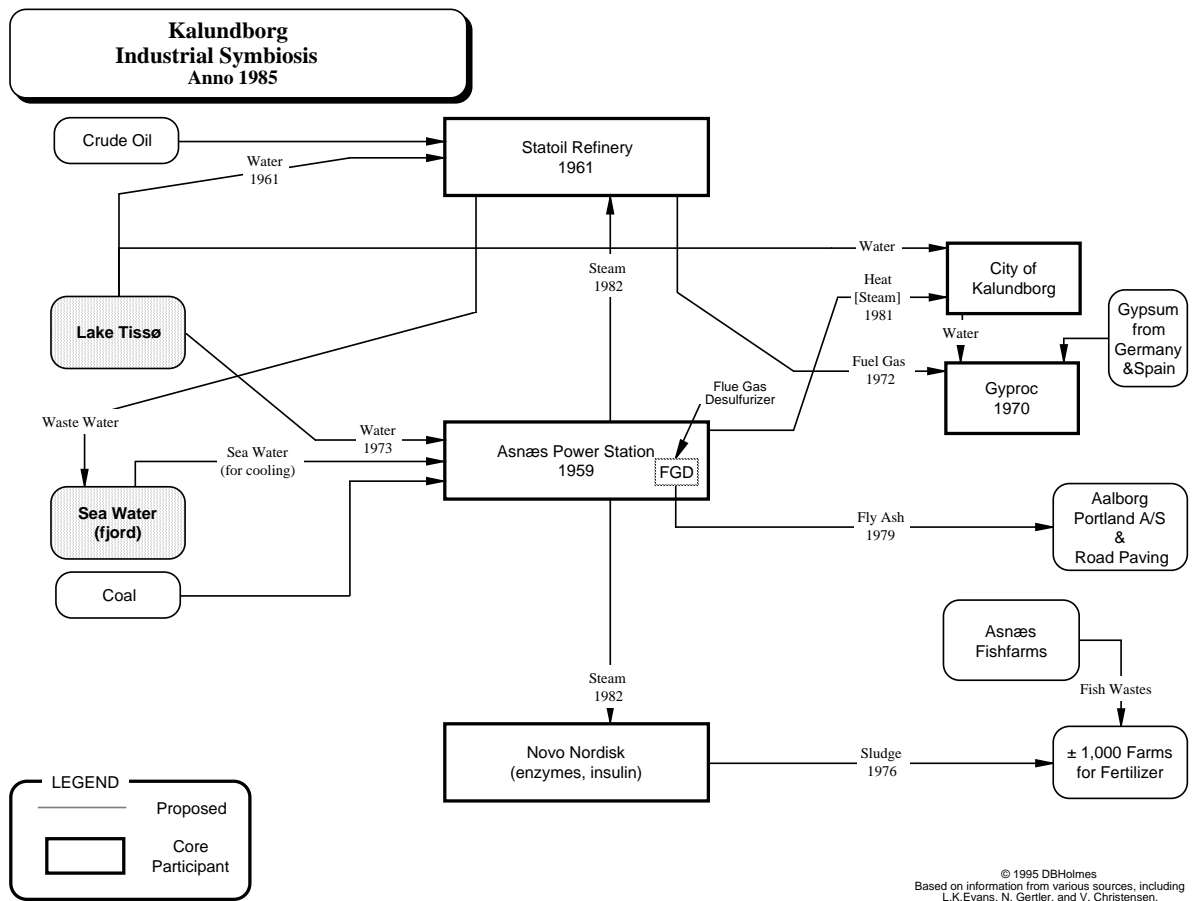 Kalundborg
Industrial Symbiosis
Anno 1985
Crude Oil
Statoil Refinery
1961
Water
1961
Water
City of
Kalundborg
Steam
1982
Heat
[Steam]
1981
Gypsum
from
Germany
&Spain
Lake Tissø
Water
Fuel Gas
1972
Gyproc
1970
Flue Gas
Desulfurizer
Waste Water
Water
1973
Sea Water
(for cooling)
Asnæs Power Station
1959
FGD
Sea Water
(fjord)
Fly Ash
1979
Aalborg
Portland A/S
&
Road Paving
Coal
Asnæs
Fishfarms
Steam
1982
Fish Wastes
Novo Nordisk
(enzymes, insulin)
Sludge
1976
± 1,000 Farms
for Fertilizer
LEGEND
Proposed
Core
Participant
© 1995 DBHolmes
Based on information from various sources, including
L.K.Evans, N. Gertler, and V. Christensen.